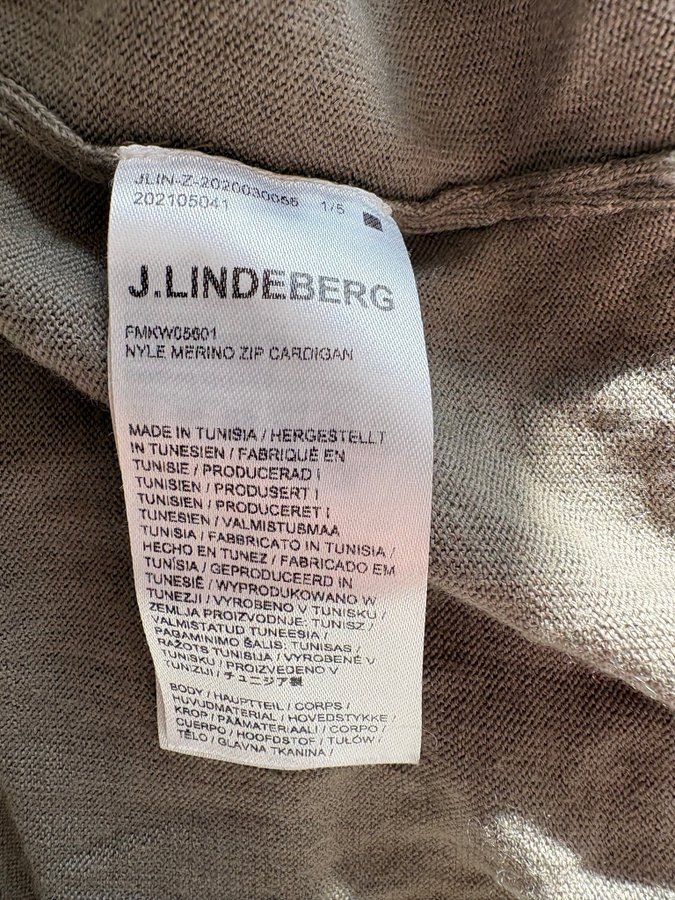 JLIN-Z-2020030055 1/5
202105041
J.LINDEBERG
FMKW05601
NYLE MERINO ZIP CARDIGAN
MADE IN TUNISIA / HERGESTELLT
IN TUNESIEN / FABRIQUÉ EN
TUNISIE / PRODUCERAD I
TUNISIEN / PRODUSERT I
TUNISIEN / PRODUCERET I
TUNESIEN / VALMISTUSMAA
TUNISIA / FABBRICATO IN TUNISIA /
HECHO EN TUNEZ / FABRICADO EM
TUNÍSIA / GEPRODUCEERD IN
TUNESIË / WYPRODUKOWANO W
TUNEZJI / VYROBENO V TUNISKU /
ZEMLJA PROIZVODNJE: TUNISZ /
VALMISTATUD TUNEESIA /
PAGAMINIMO ŠALIS: TUNISAS /
RAŽOTS TUNISIJA / VYROBENÉ V
TUNISKU / PROIZVEDENO V
TUNIZIJI / チュニジア製
BODY / HAUPTTEIL / CORPS /
HUVUDMATERIAL / HOVEDSTYKKE /
KROP / PÄÄMATERIAALI / CORPO /
CUERPO / HOOFDSTOF / TUŁÓW /
TĚLO / GLAVNA TKANINA /